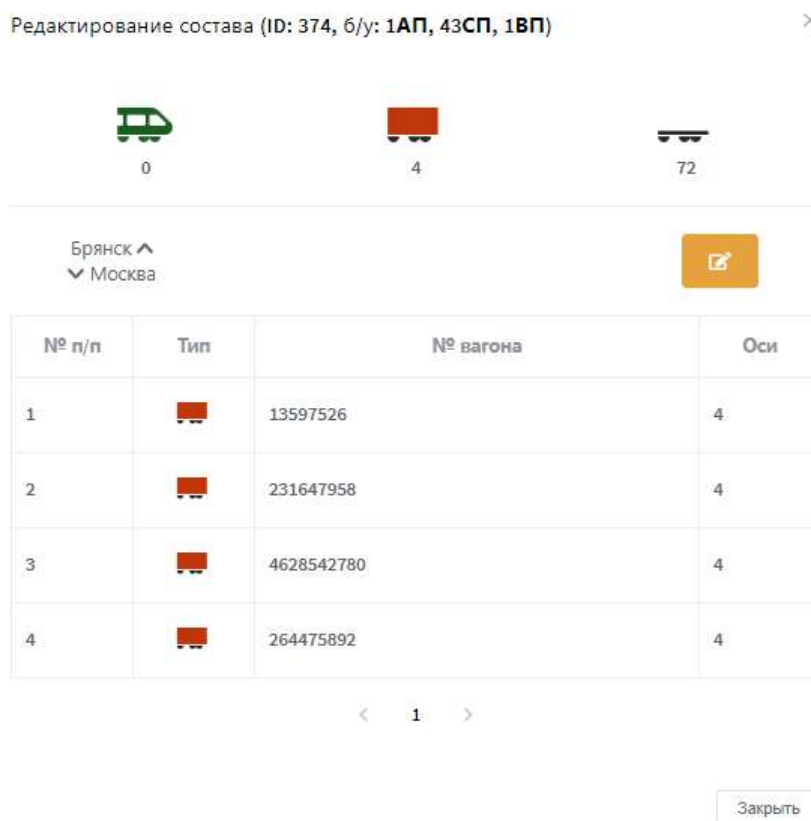 Редактирование состава (ID: 374, б/у: 1АП, 43СП, 1ВП)
0 4 72
Брянск
Москва
№ п/п Тип № вагона Оси
1 13597526 4
2 231647958 4
3 4628542780 4
4 264475892 4
1
Закрыть